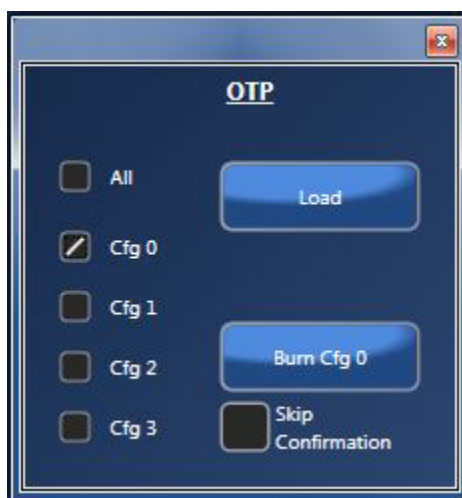 OTP
All
Load
Cfg 0
Cfg 1
Cfg 2
Burn Cfg 0
Cfg 3
Skip
Confirmation